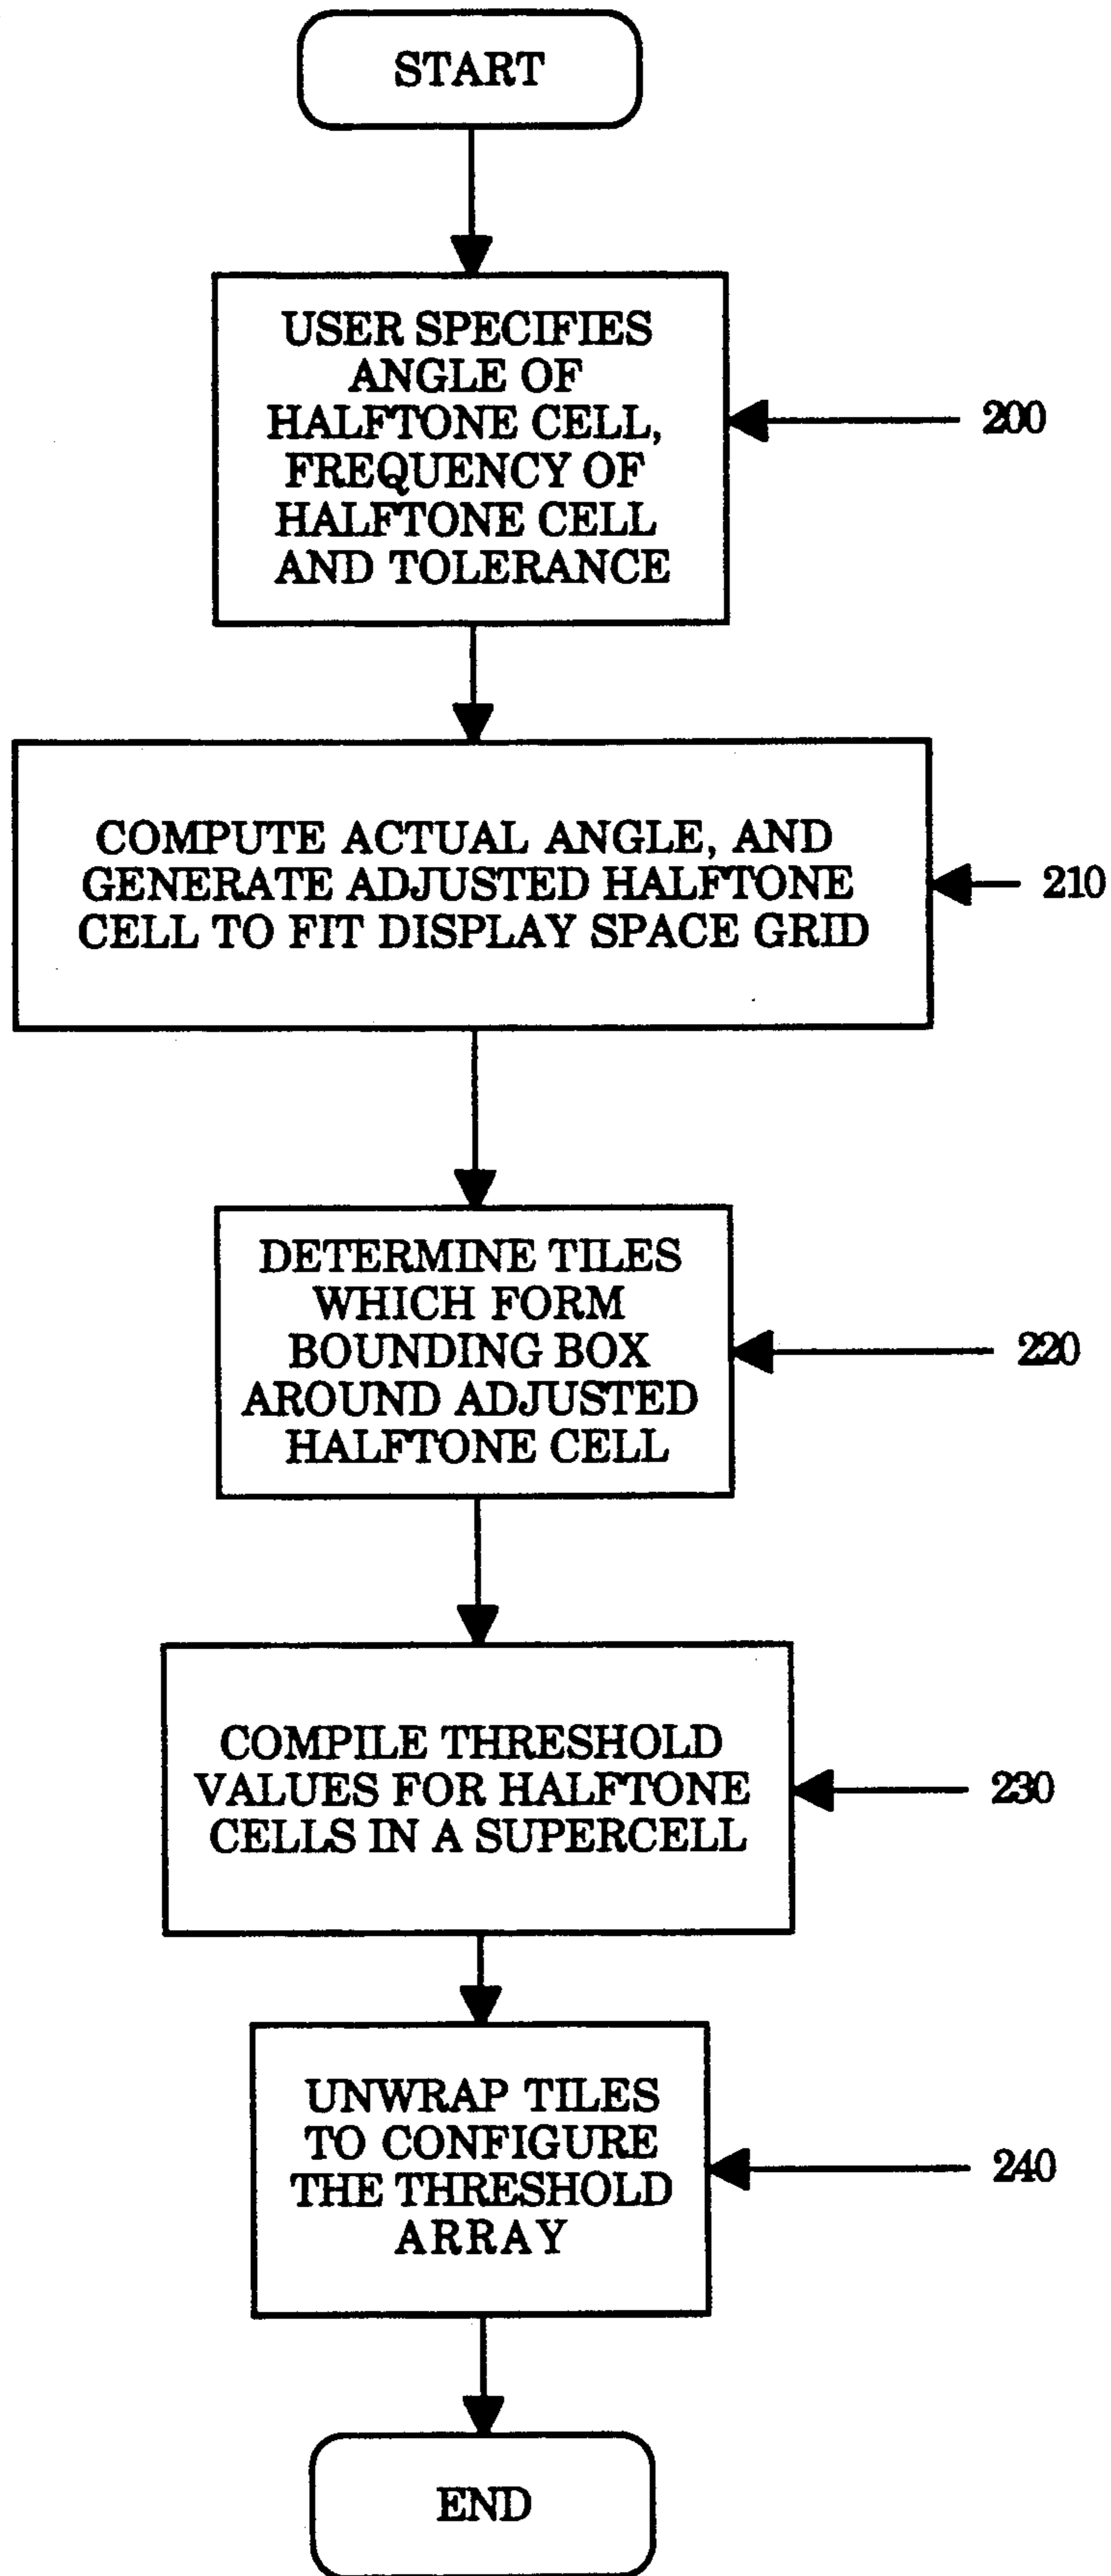 START
USER SPECIFIES
ANGLE OF
HALFTONE CELL,
FREQUENCY OF
HALFTONE CELL
AND TOLERANCE
200
COMPUTE ACTUAL ANGLE, AND
GENERATE ADJUSTED HALFTONE
CELL TO FIT DISPLAY SPACE GRID
210
DETERMINE TILES
WHICH FORM
BOUNDING BOX
AROUND ADJUSTED
HALFTONE CELL
220
COMPILE THRESHOLD
VALUES FOR HALFTONE
CELLS IN A SUPERCELL
230
UNWRAP TILES
TO CONFIGURE
THE THRESHOLD
ARRAY
240
END